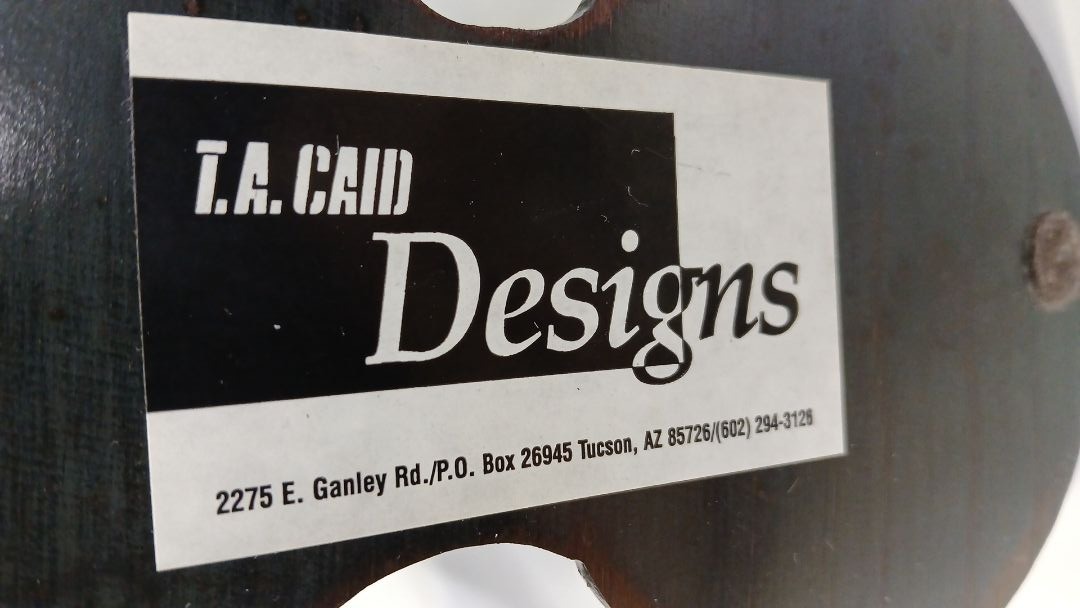 T.A. CAID
Designs
2275 E. Ganley Rd./P.O. Box 26945 Tucson, AZ 85726/(602) 294-3126